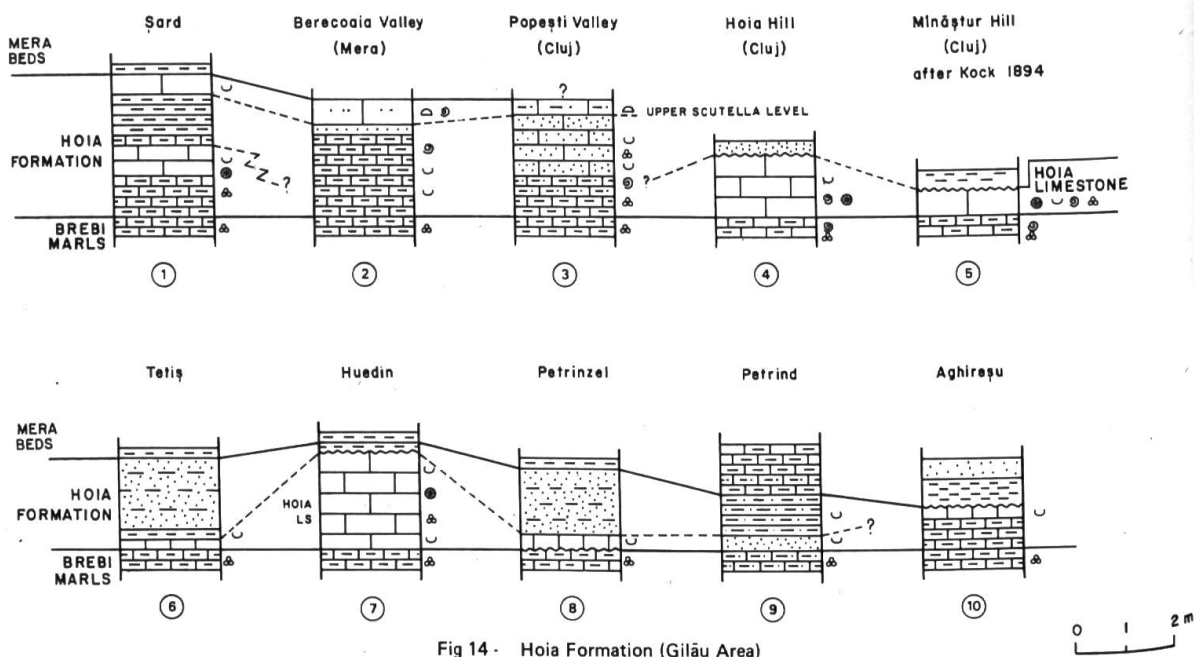 Șard
Berecoaia Valley
(Mera)
Popești Valley
(Cluj)
Hoia Hill
(Cluj)
Mînăștur Hill
(Cluj)
after Kock 1894
MERA
BEDS
?
UPPER SCUTELLA LEVEL
HOIA
FORMATION
Z
Z
?
?
HOIA
LIMESTONE
BREBI
MARLS
1
2
3
4
5
Tetiș
Huedin
Petrinzel
Petrind
Aghireșu
MERA
BEDS
HOIA
FORMATION
HOIA
LS
?
BREBI
MARLS
6
7
8
9
10
0 1 2 m
Fig 14 - Hoia Formation (Gilău Area)